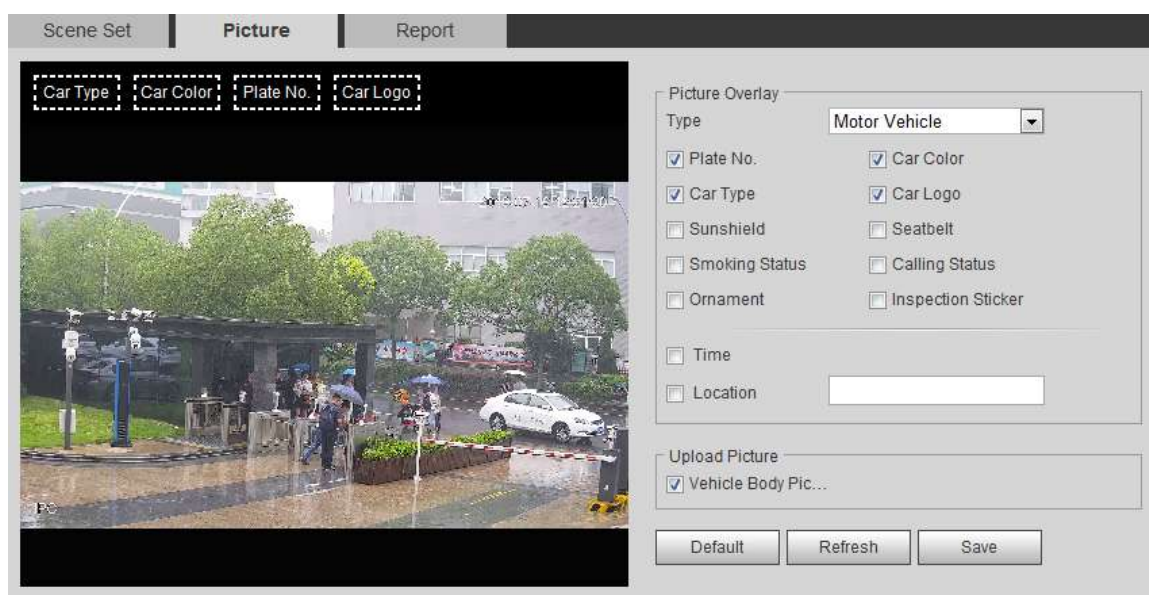 Scene Set Picture Report
Car Type Car Color Plate No. Car Logo
Picture Overlay
Type Motor Vehicle
Plate No. Car Color
Car Type Car Logo
Sunshield Seatbelt
Smoking Status Calling Status
Ornament Inspection Sticker
Time
Location
Upload Picture
Vehicle Body Pic...
Default Refresh Save
PC